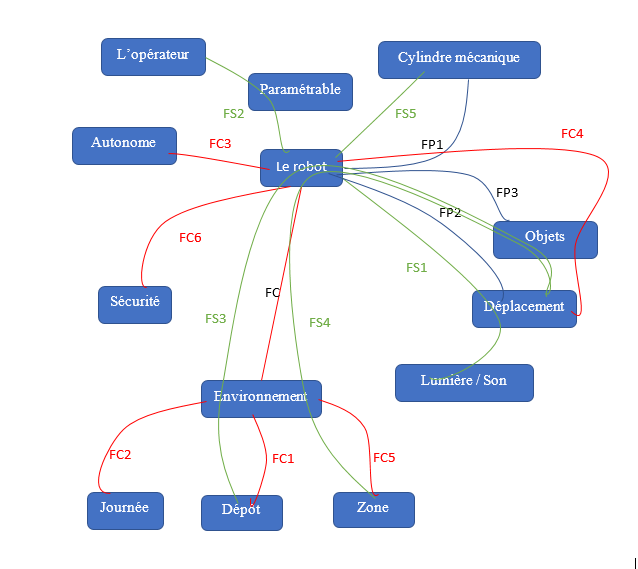 L'opérateur
Cylindre mécanique
Paramétrable
FS2
FS5
Autonome
FC3
FP1
FC4
Le robot
FP3
FP2
Objets
FC6
FS1
Sécurité
FC
Déplacement
FS3
FS4
Lumière / Son
Environnement
FC2
FC1
FC5
Journée
Dépôt
Zone